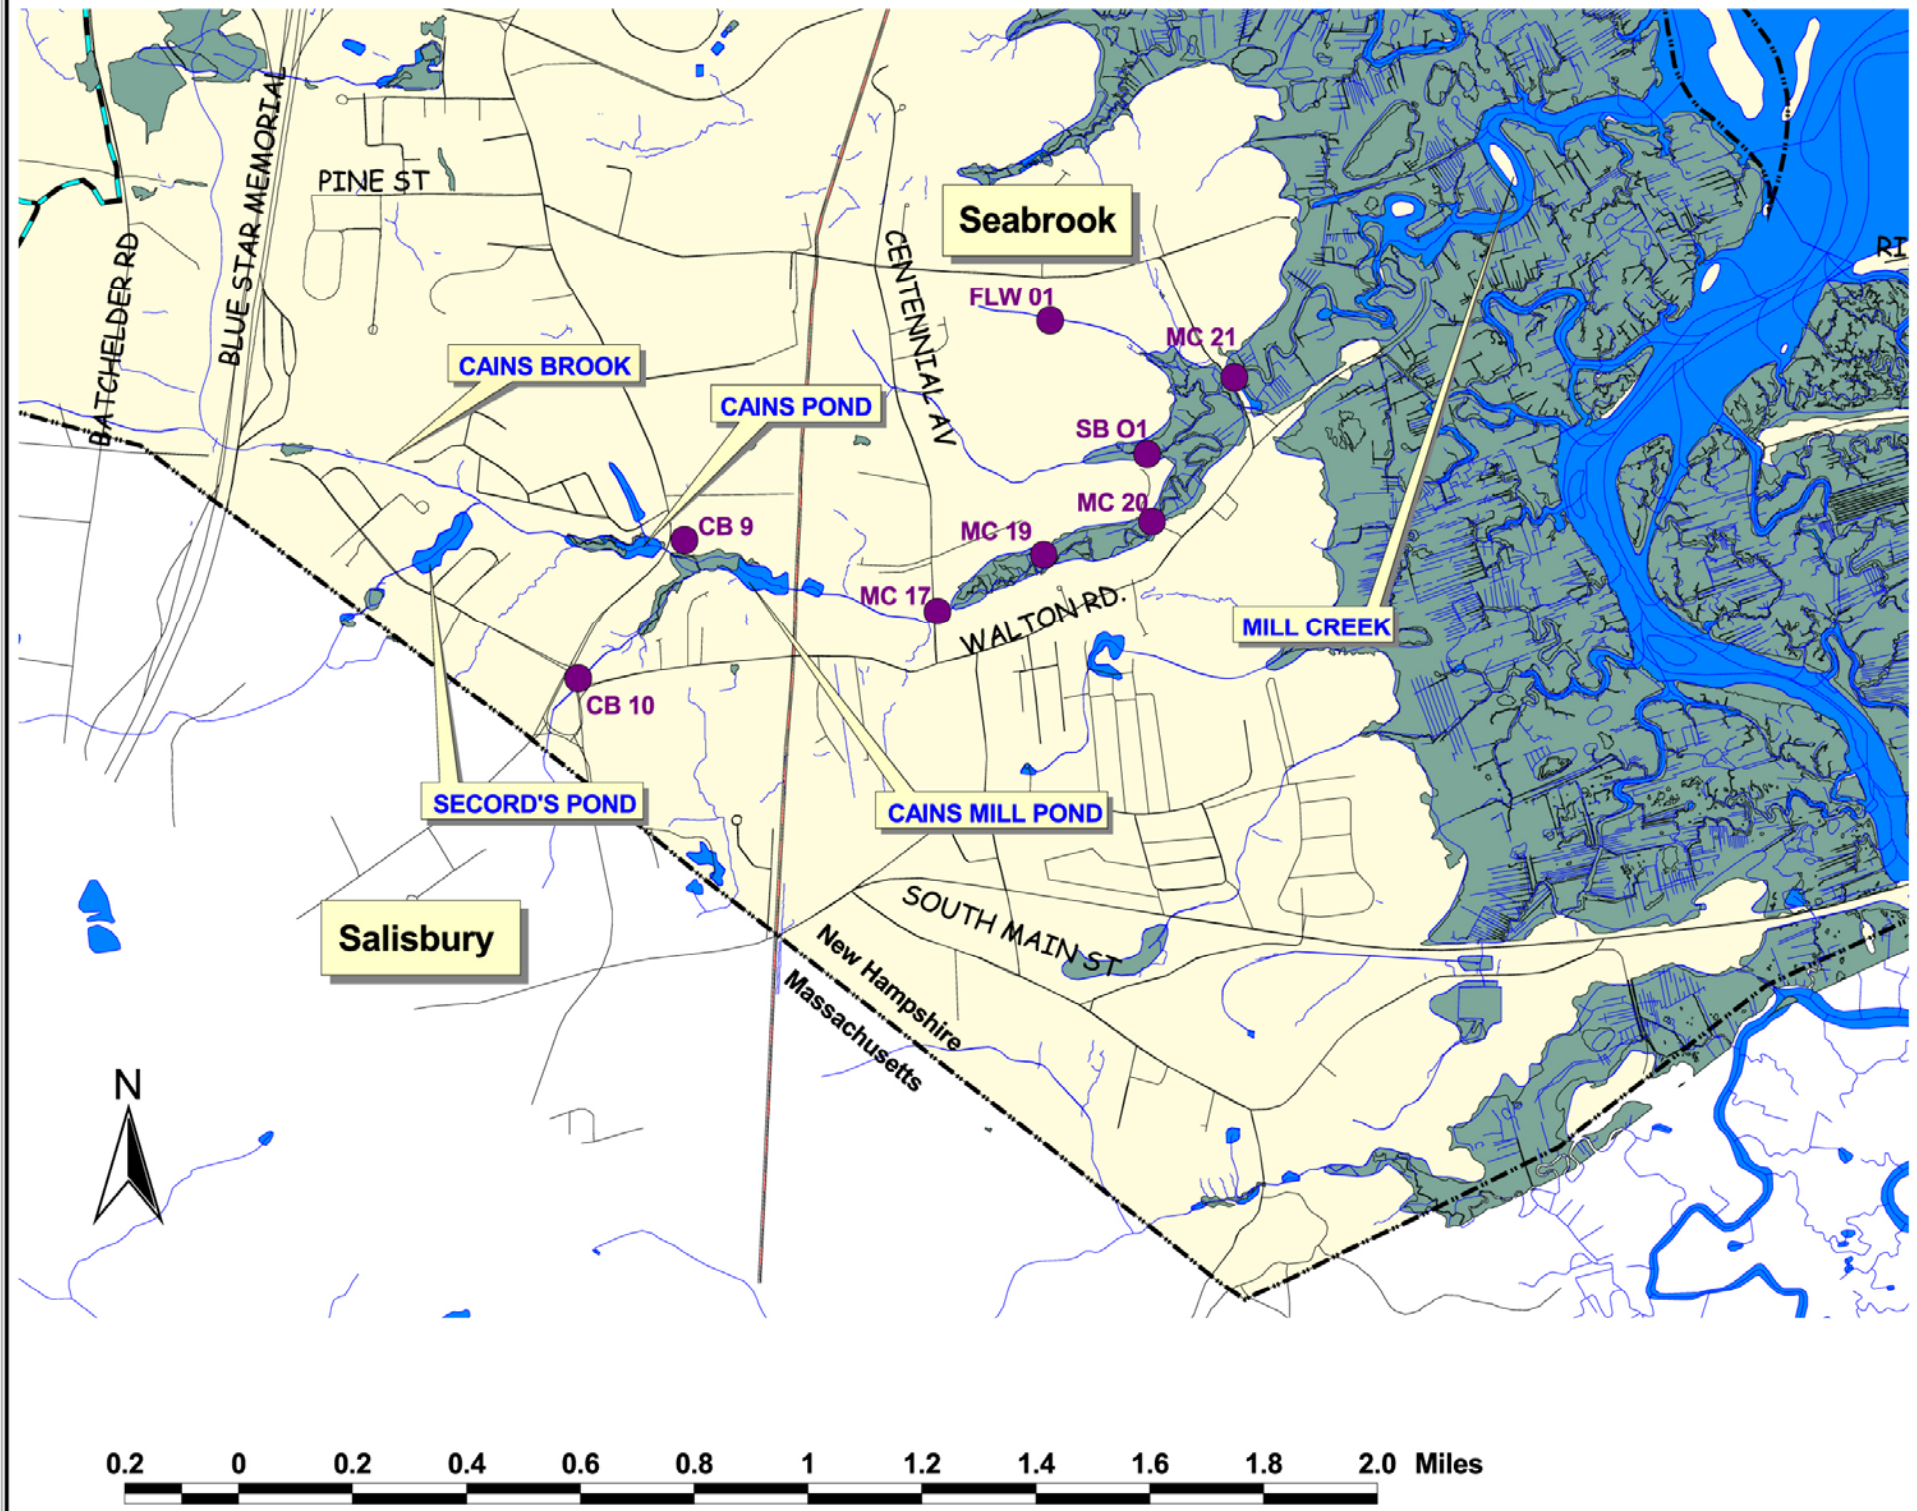 BATCHELDER RD
BLUE STAR MEMORIAL
PINE ST
CENTENNIAL AV
Seabrook
RI
FLW 01
MC 21
CAINS BROOK
CAINS POND
SB O1
MC 20
MC 19
CB 9
MC 17
WALTON RD.
MILL CREEK
CB 10
SECORD'S POND
CAINS MILL POND
SOUTH MAIN ST
Salisbury
New Hampshire
Massachusetts
N
0.2 0 0.2 0.4 0.6 0.8 1 1.2 1.4 1.6 1.8 2.0 Miles